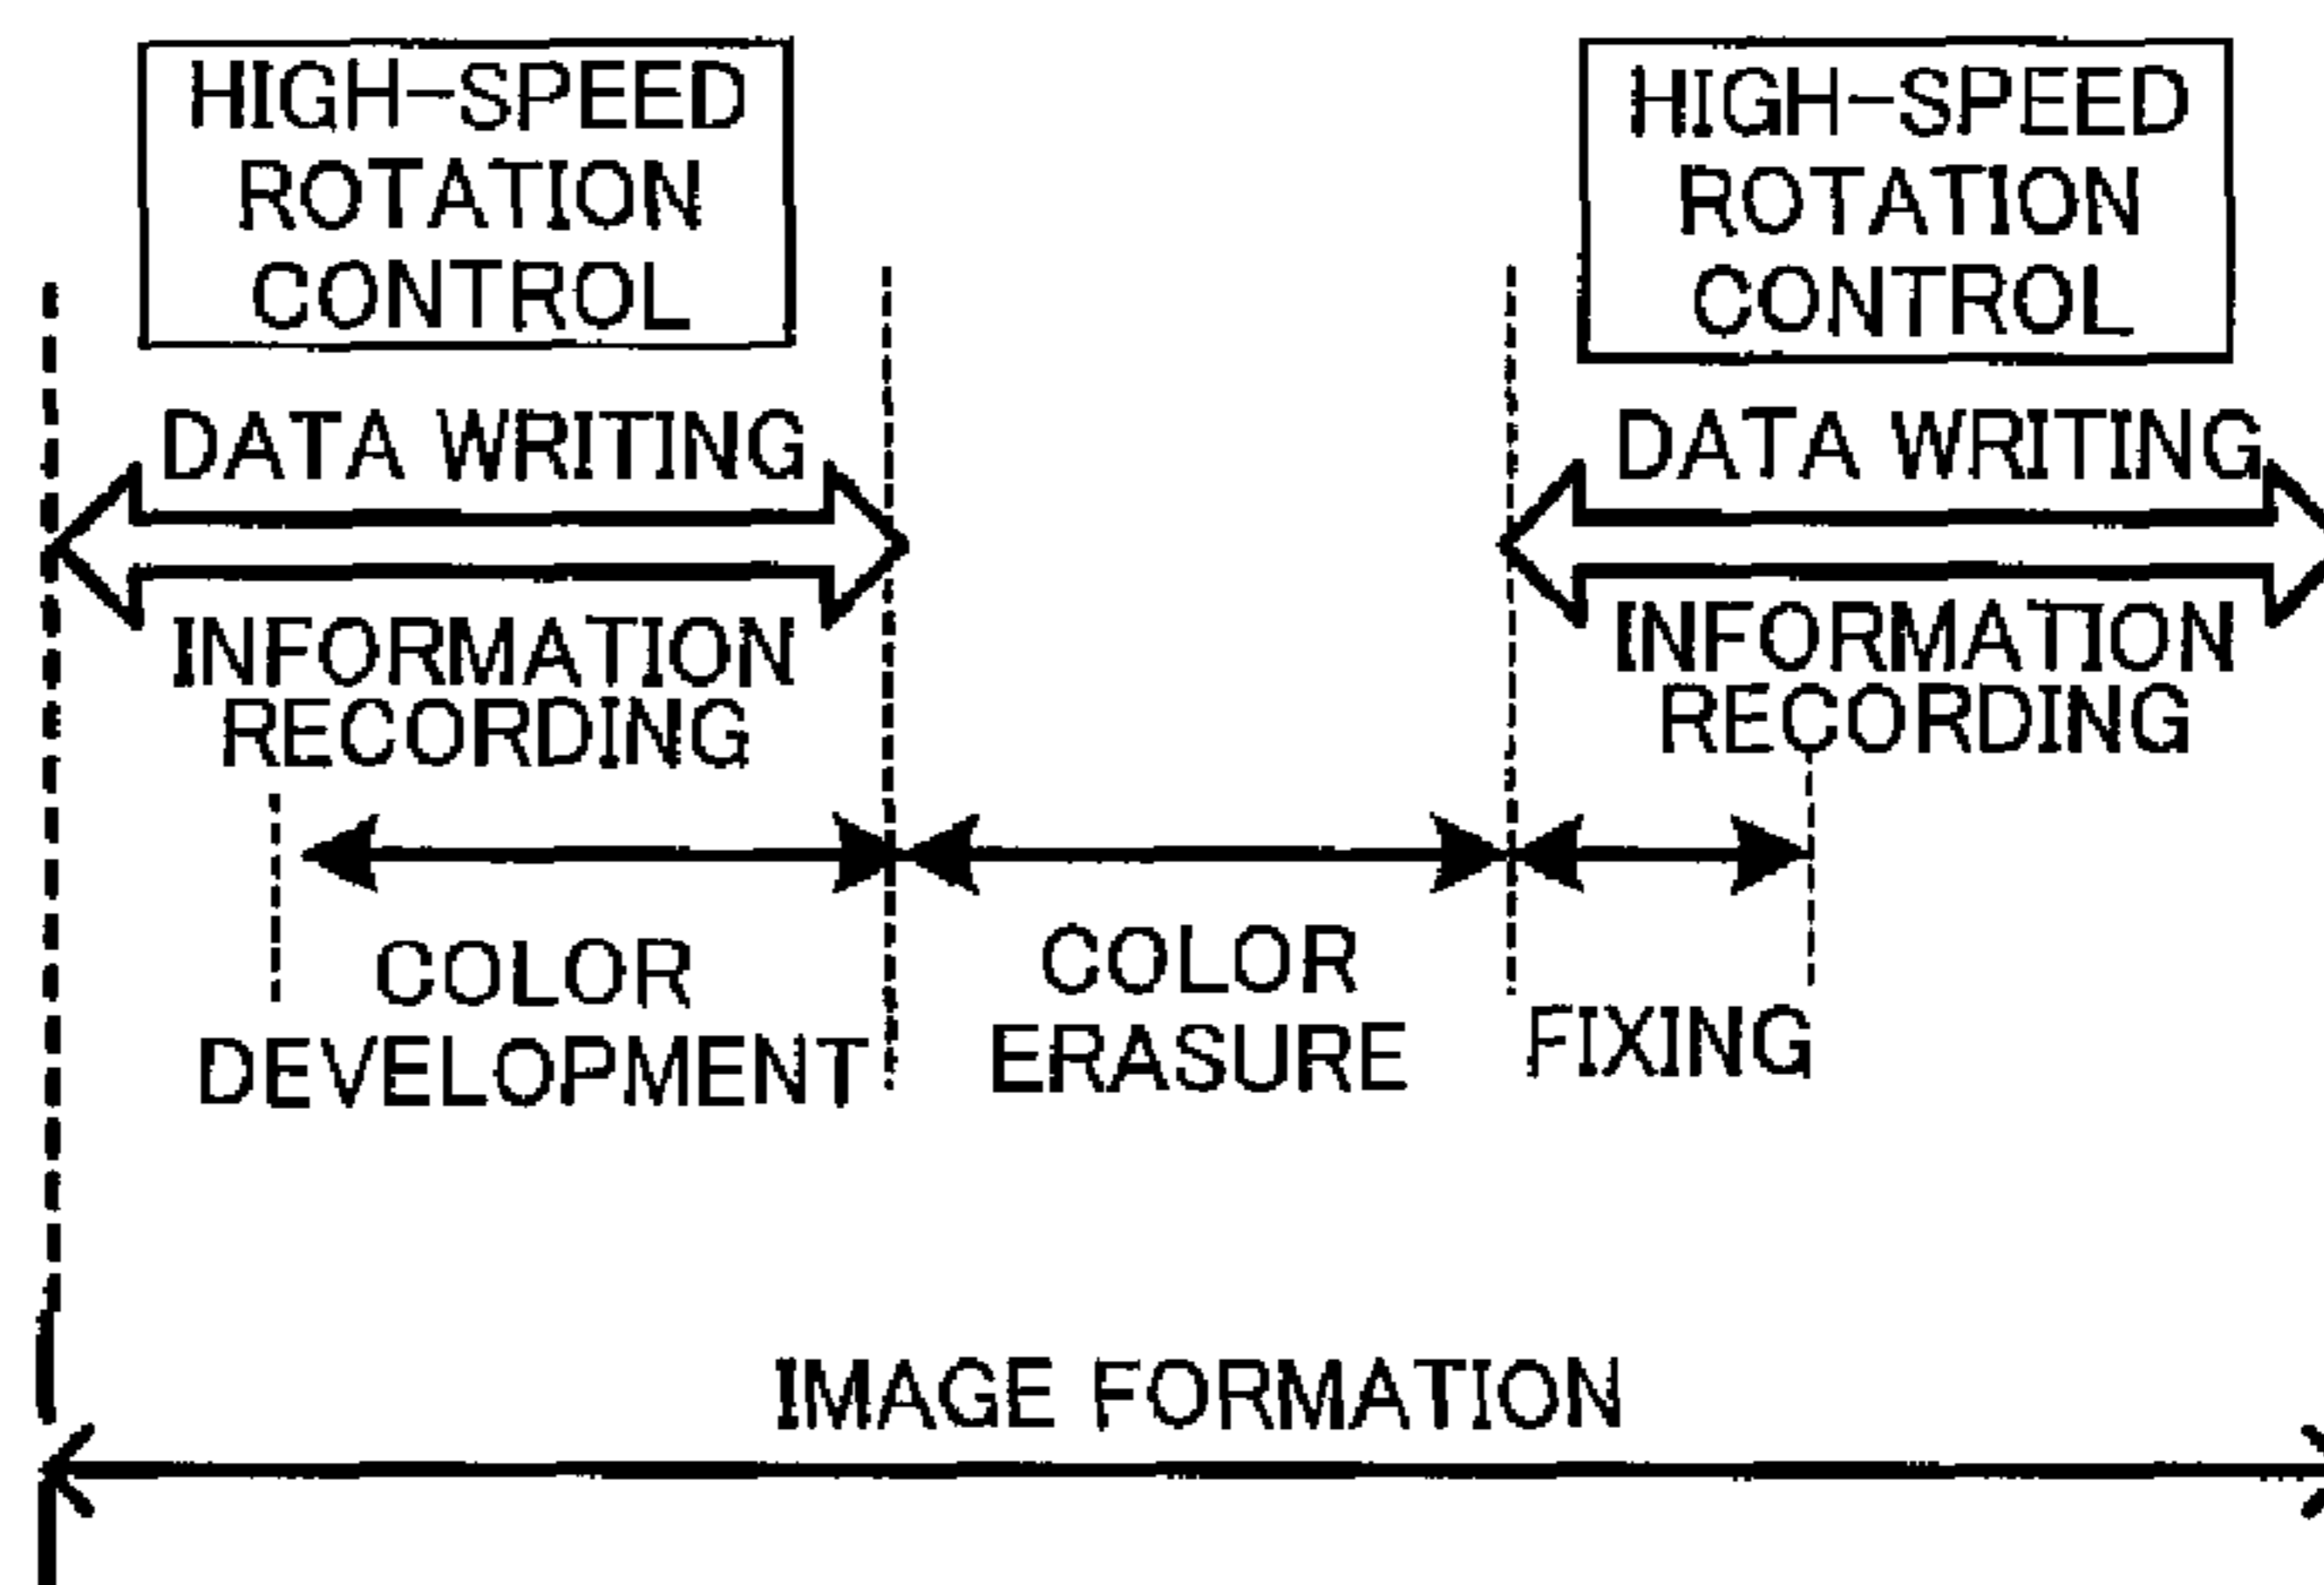 HIGH-SPEED
ROTATION
CONTROL
DATA WRITING
INFORMATION
RECORDING
HIGH-SPEED
ROTATION
CONTROL
DATA WRITING
INFORMATION
RECORDING
COLOR
DEVELOPMENT
COLOR
ERASURE
FIXING
IMAGE FORMATION